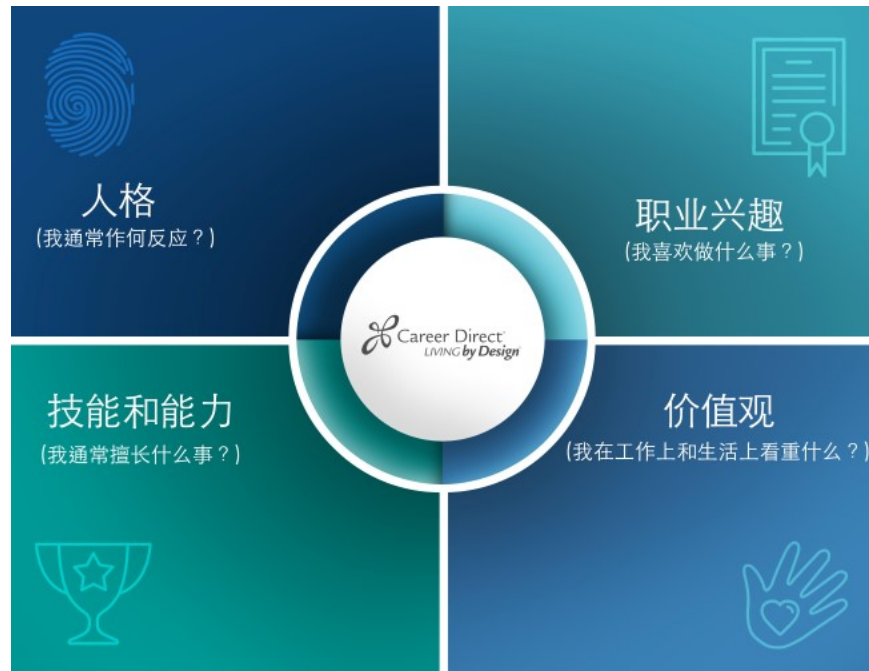 人格
(我通常作何反应？)
职业兴趣
(我喜欢做什么事？)
Career Direct®
LIVING by Design®
技能和能力
(我通常擅长什么事？)
价值观
(我在工作上和生活上看重什么？)